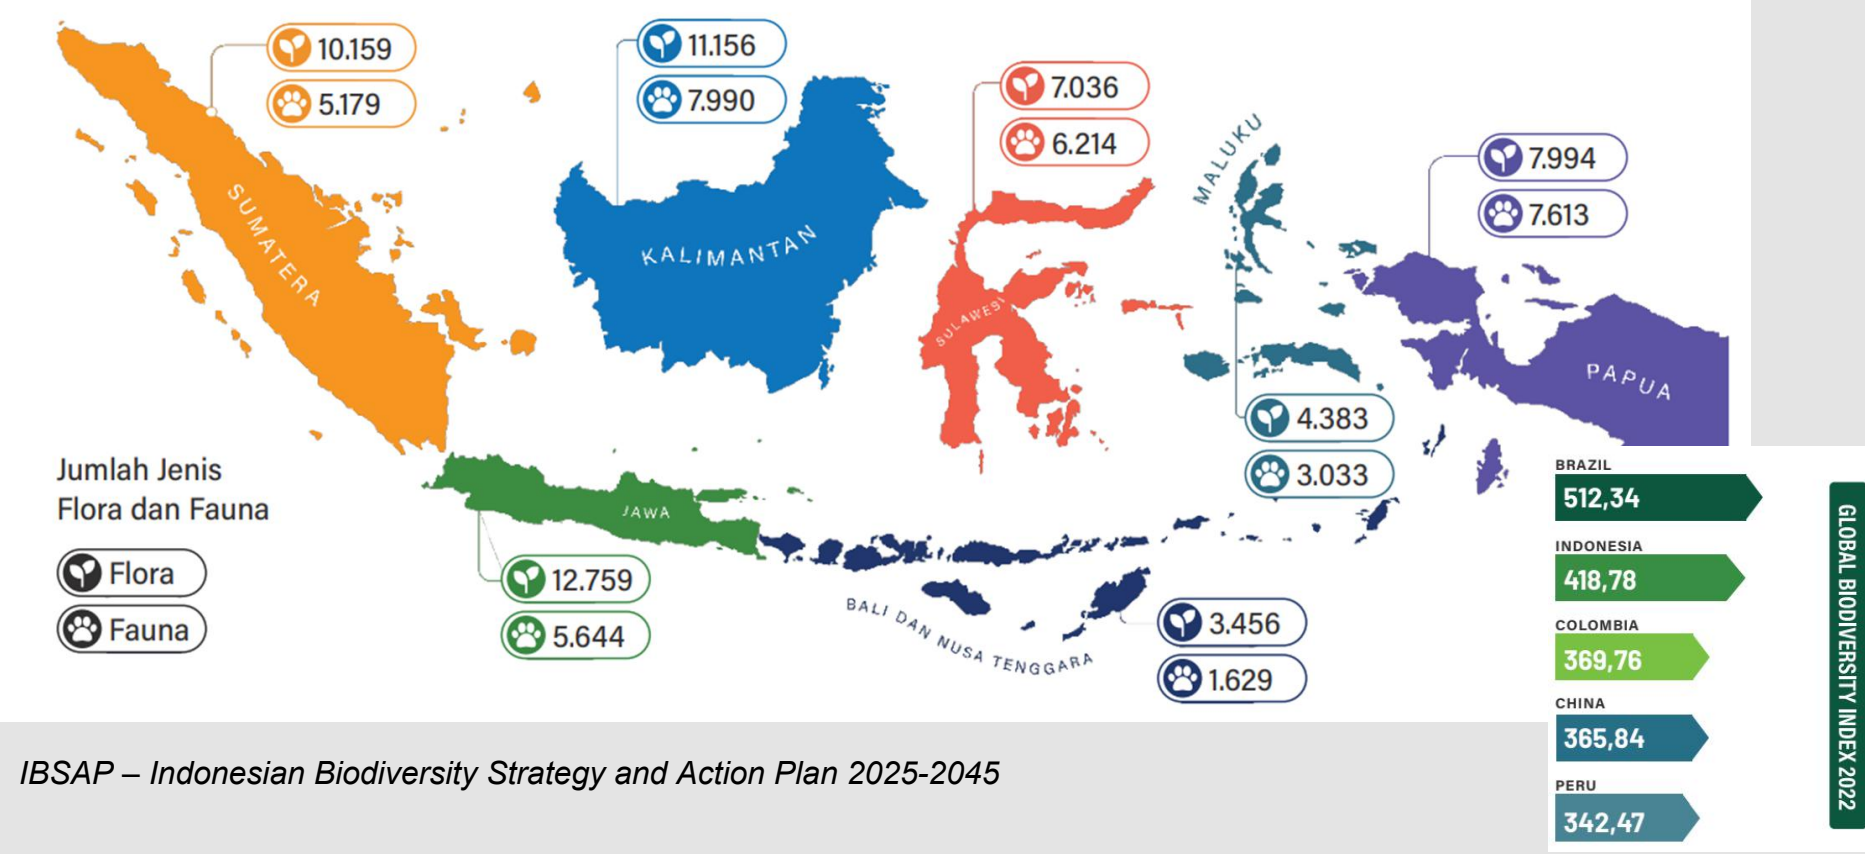 10.159
5.179
SUMATERA
11.156
7.990
KALIMANTAN
7.036
6.214
SULAWESI
MALUKU
4.383
3.033
7.994
7.613
PAPUA
Jumlah Jenis
Flora dan Fauna
Flora
Fauna
JAWA
12.759
5.644
BALI DAN NUSA TENGGARA
3.456
1.629
BRAZIL
512,34
INDONESIA
418,78
COLOMBIA
369,76
CHINA
365,84
PERU
342,47
GLOBAL BIODIVERSITY INDEX 2022
IBSAP – Indonesian Biodiversity Strategy and Action Plan 2025-2045